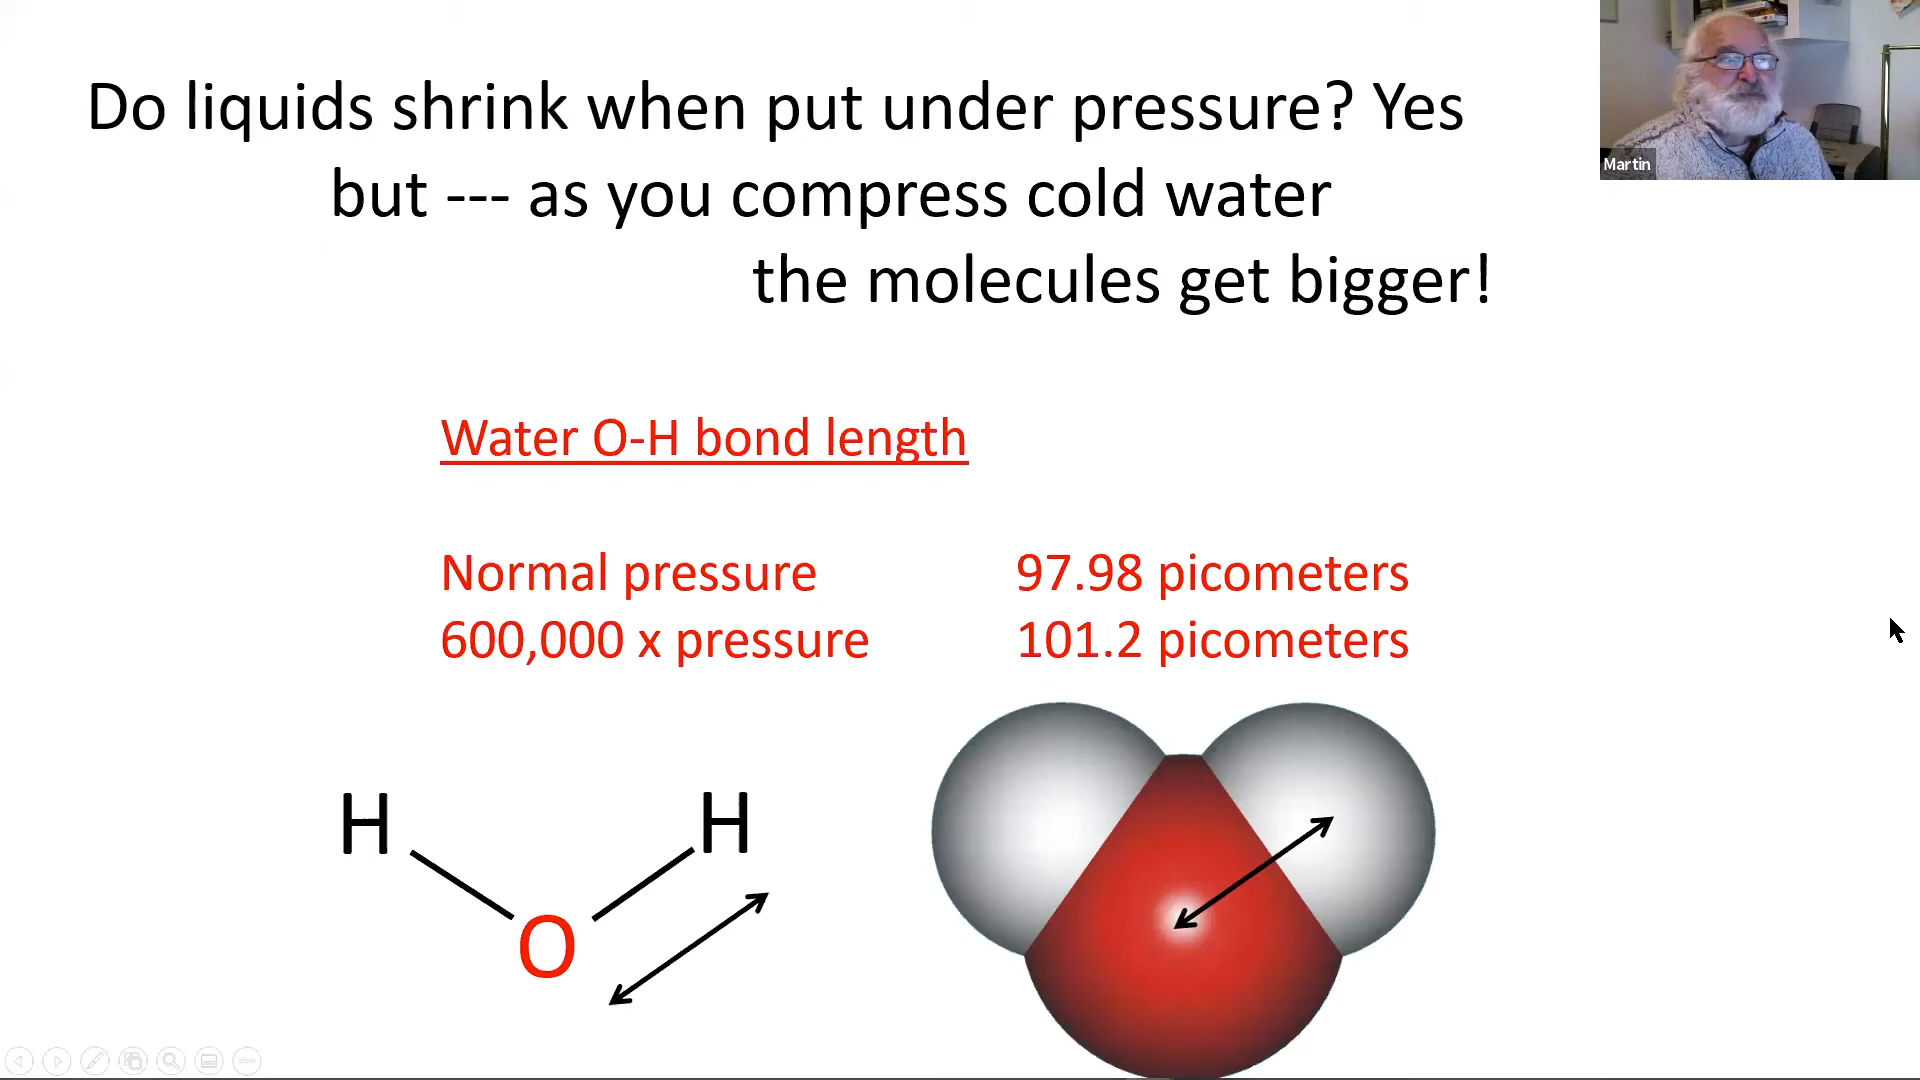 Do liquids shrink when put under pressure? Yes
but --- as you compress cold water
the molecules get bigger!
Martin
Water O-H bond length
Normal pressure 97.98 picometers
600,000 x pressure 101.2 picometers
H H
O